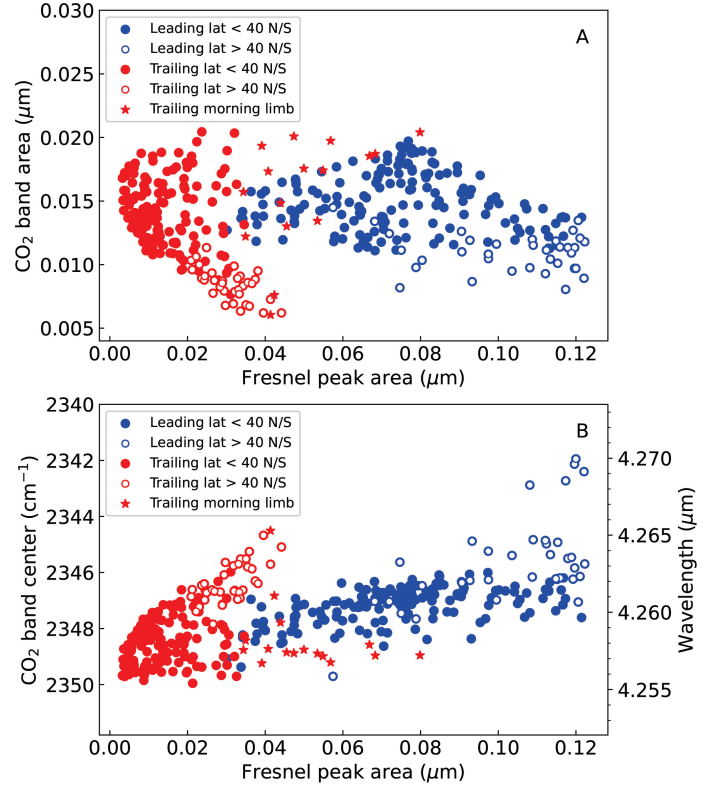 0.030
0.025
0.020
0.015
0.010
0.005
CO₂ band area (μm)
Leading lat < 40 N/S
Leading lat > 40 N/S
Trailing lat < 40 N/S
Trailing lat > 40 N/S
Trailing morning limb
A
0.00 0.02 0.04 0.06 0.08 0.10 0.12
Fresnel peak area (μm)
2340
2342
2344
2346
2348
2350
CO₂ band center (cm⁻¹)
Leading lat < 40 N/S
Leading lat > 40 N/S
Trailing lat < 40 N/S
Trailing lat > 40 N/S
Trailing morning limb
B
4.270
4.265
4.260
4.255
Wavelength (μm)
0.00 0.02 0.04 0.06 0.08 0.10 0.12
Fresnel peak area (μm)